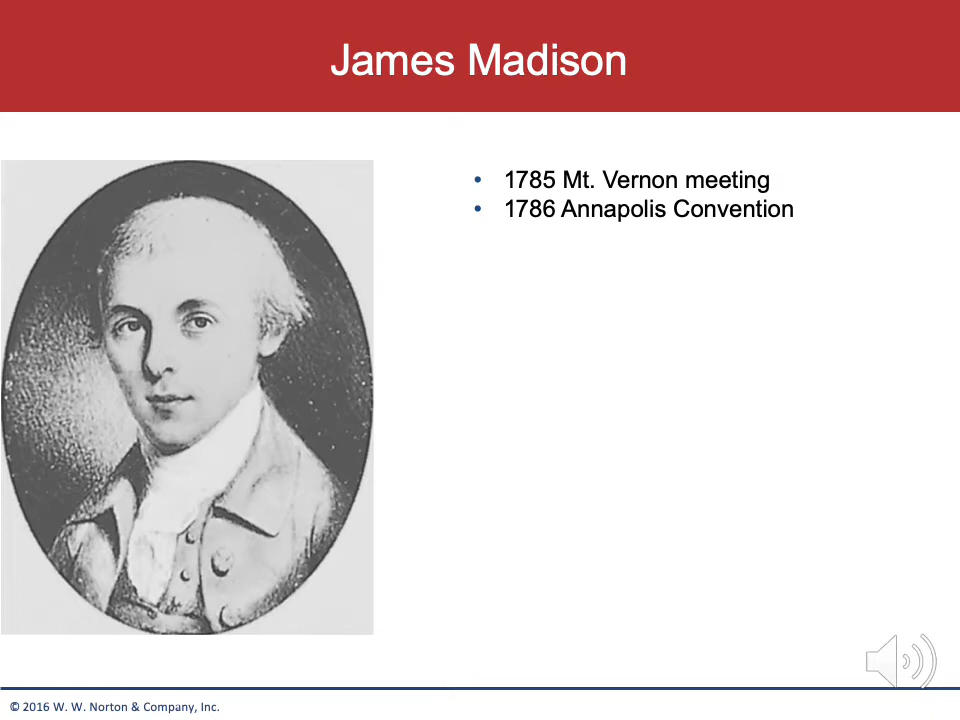 James Madison
• 1785 Mt. Vernon meeting
• 1786 Annapolis Convention
© 2016 W. W. Norton & Company, Inc.